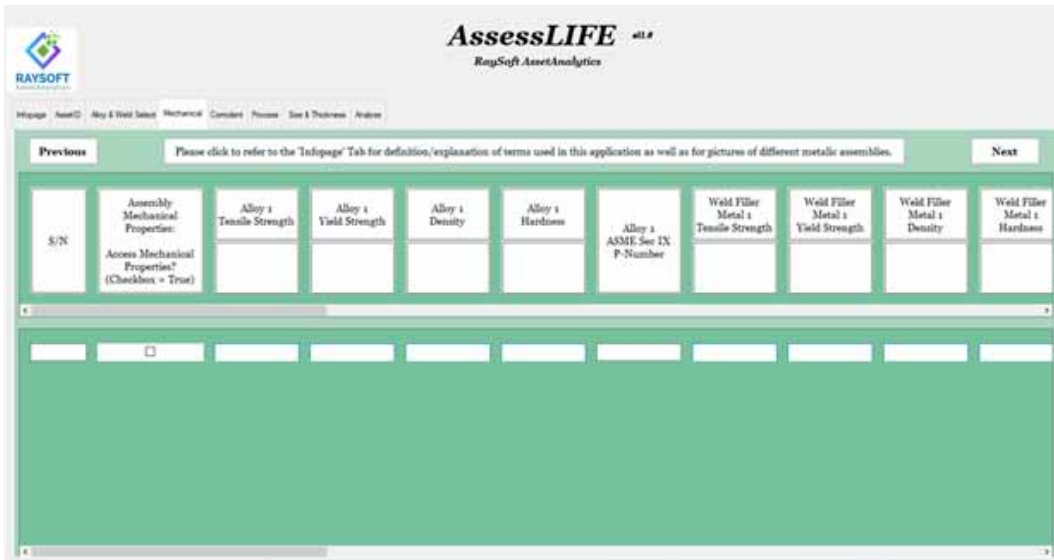 AssessLIFE
RaySoft AssetAnalytics
RAYSOFT
Infopage AssetID Alloy & Weld Select Mechanical Corrodent Process Size & Thickness Analyse
Previous
Please click to refer to the 'Infopage' Tab for definition/explanation of terms used in this application as well as for pictures of different metalic assemblies.
Next
S/N
Assembly
Mechanical
Properties:
Access Mechanical
Properties?
(Checkbox = True)
Alloy 1
Tensile Strength
Alloy 1
Yield Strength
Alloy 1
Density
Alloy 1
Hardness
Alloy 1
ASME Sec IX
P-Number
Weld Filler
Metal 1
Tensile Strength
Weld Filler
Metal 1
Yield Strength
Weld Filler
Metal 1
Density
Weld Filler
Metal 1
Hardness